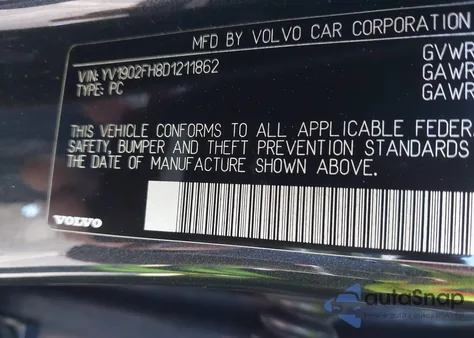 MFD BY VOLVO CAR CORPORATION
VIN: YV1902FH8D1211862
TYPE: PC
GVWR
GAWR
GAWR
THIS VEHICLE CONFORMS TO ALL APPLICABLE FEDER
SAFETY, BUMPER AND THEFT PREVENTION STANDARDS
THE DATE OF MANUFACTURE SHOWN ABOVE.
VOLVO
autoSnap